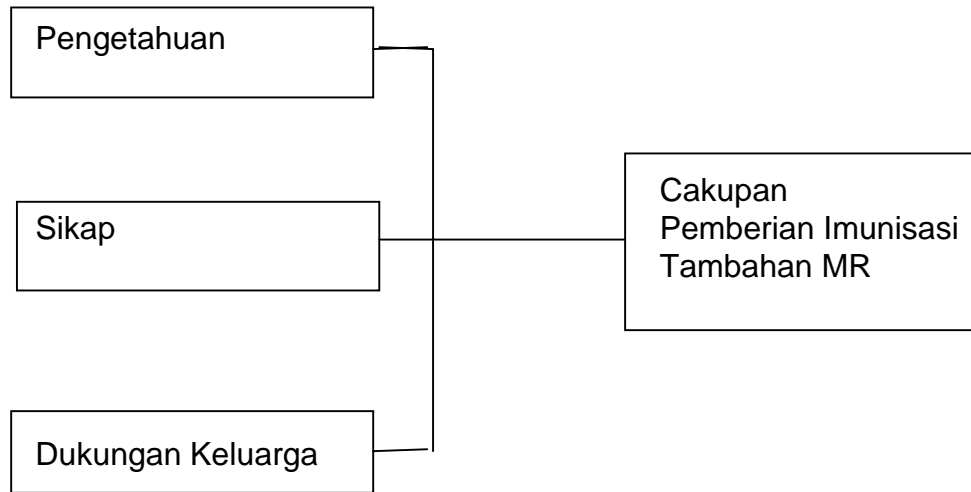 Pengetahuan
Sikap
Dukungan Keluarga
Cakupan
Pemberian Imunisasi
Tambahan MR